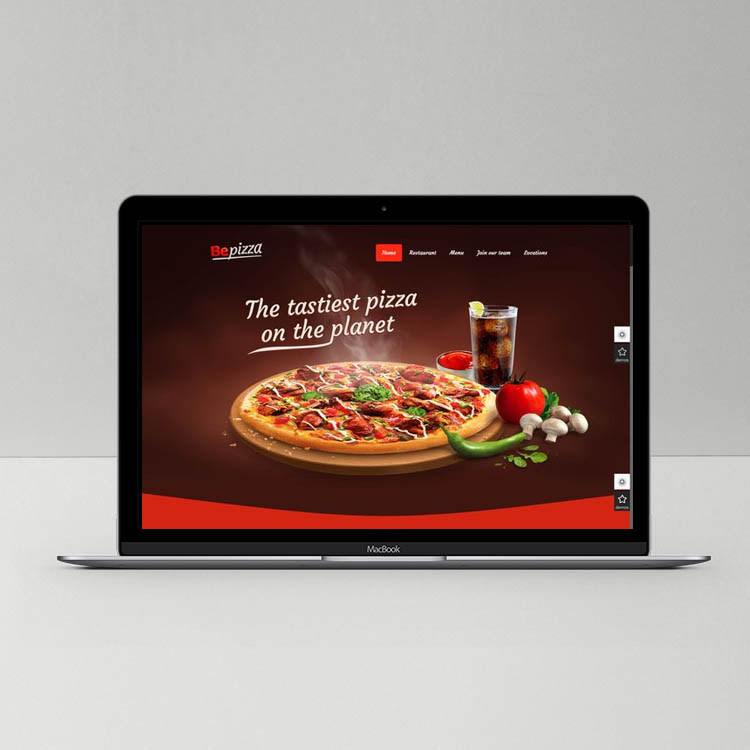 Bepizza
Home Restaurant Menu Join our team Locations
The tastiest pizza
on the planet
demos
demos
MacBook